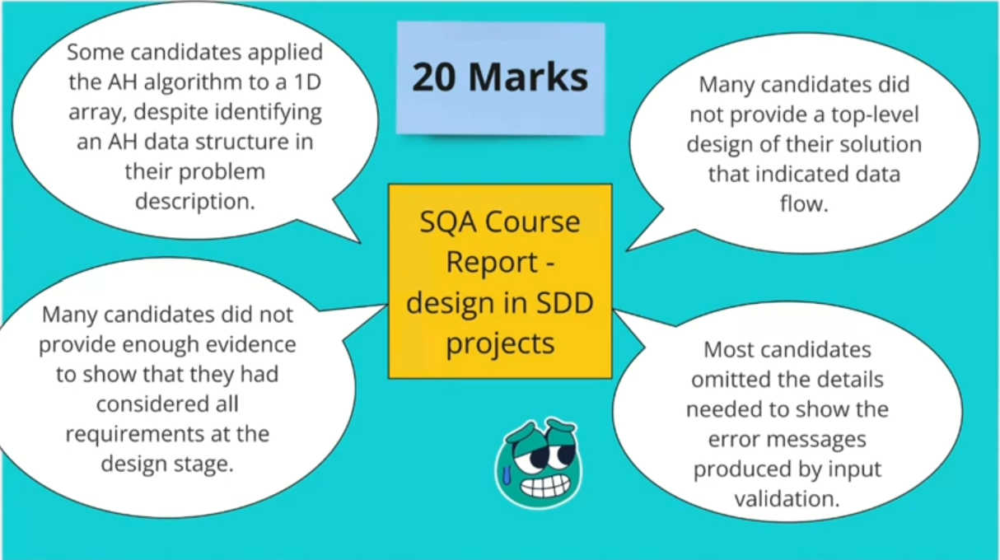 Some candidates applied
the AH algorithm to a 1D
array, despite identifying
an AH data structure in
their problem
description.
20 Marks
Many candidates did
not provide a top-level
design of their solution
that indicated data
flow.
SQA Course
Report -
design in SDD
projects
Many candidates did not
provide enough evidence
to show that they had
considered all
requirements at the
design stage.
Most candidates
omitted the details
needed to show the
error messages
produced by input
validation.